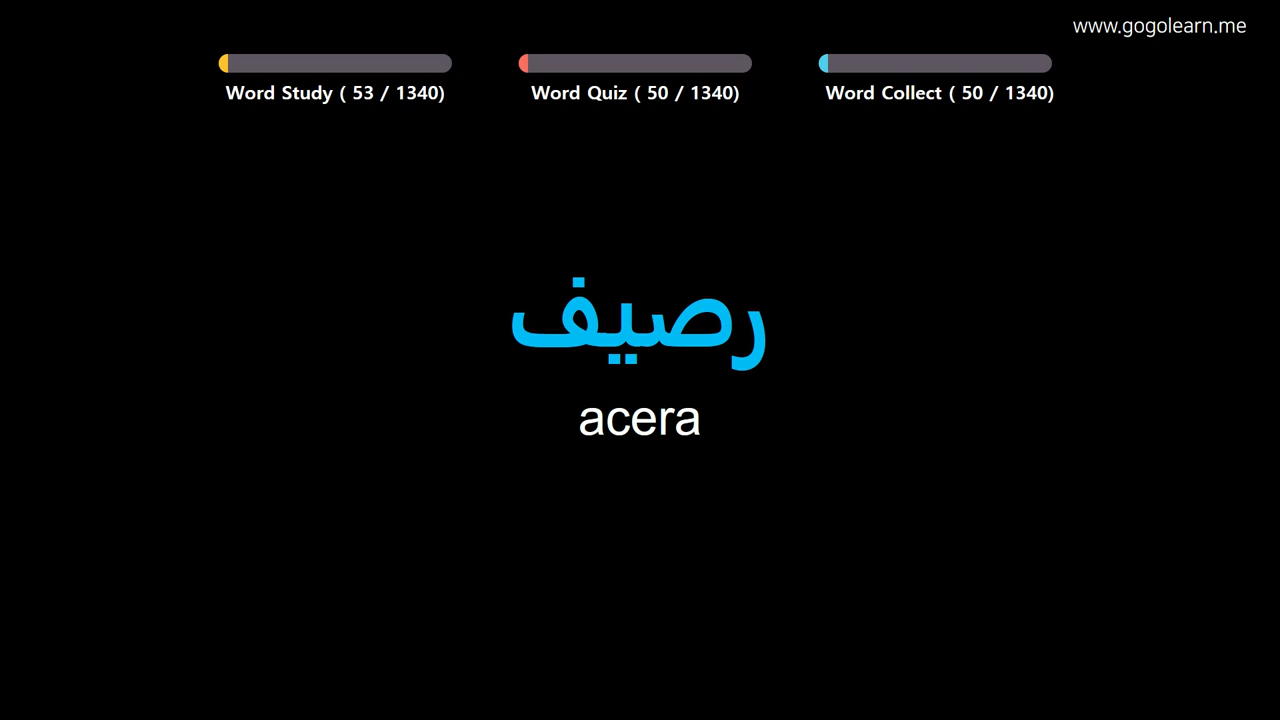 www.gogolearn.me
Word Study ( 53 / 1340)
Word Quiz ( 50 / 1340)
Word Collect ( 50 / 1340)
رصيف
acera